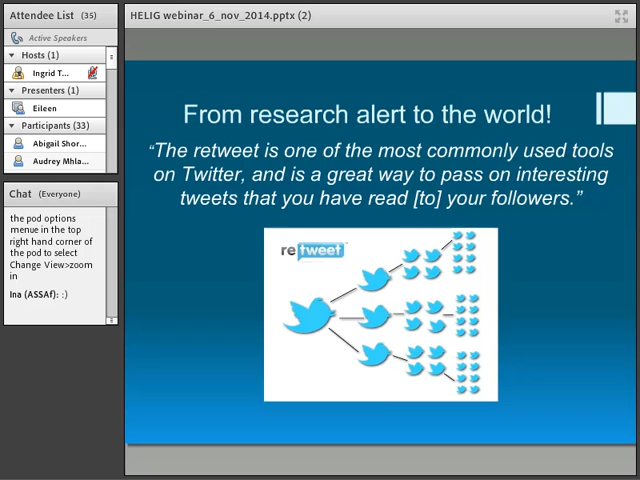 Attendee List (35)
Active Speakers
Hosts (1)
Ingrid T...
Presenters (1)
Eileen
Participants (33)
Abigail Shor...
Audrey Mhla...
Chat (Everyone)
the pod options
menue in the top
right hand corner of
the pod to select
Change View>zoom
in
Ina (ASSAf): :)
HELIG webinar_6_nov_2014.pptx (2)
From research alert to the world!
“The retweet is one of the most commonly used tools
on Twitter, and is a great way to pass on interesting
tweets that you have read [to] your followers.”
retweet